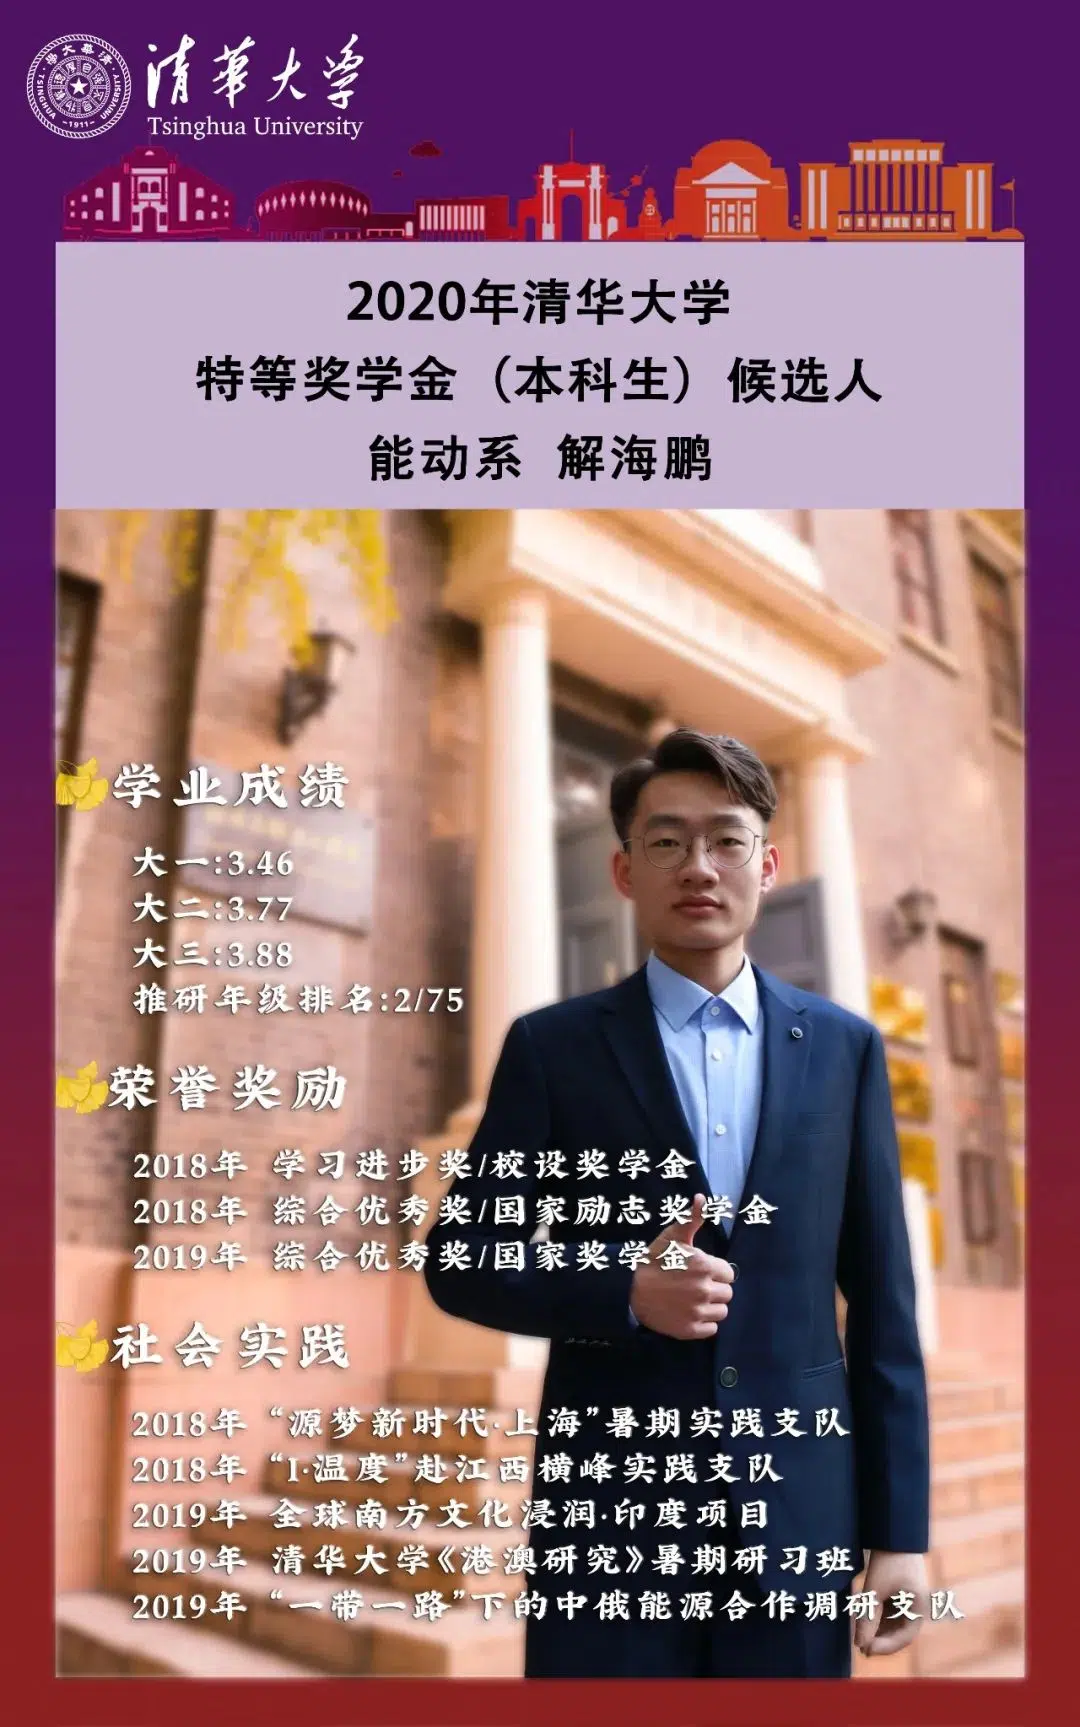 清華大学
Tsinghua University
TSINGHUA UNIVERSITY
-1911-
2020年清华大学
特等奖学金（本科生）候选人
能动系 解海鹏
学业成绩
大一:3.46
大二:3.77
大三:3.88
推研年级排名:2/75
荣誉奖励
2018年 学习进步奖/校设奖学金
2018年 综合优秀奖/国家励志奖学金
2019年 综合优秀奖/国家奖学金
社会实践
2018年 “源梦新时代·上海”暑期实践支队
2018年 “1·温度”赴江西横峰实践支队
2019年 全球南方文化浸润·印度项目
2019年 清华大学《港澳研究》暑期研习班
2019年 “一带一路”下的中俄能源合作调研支队